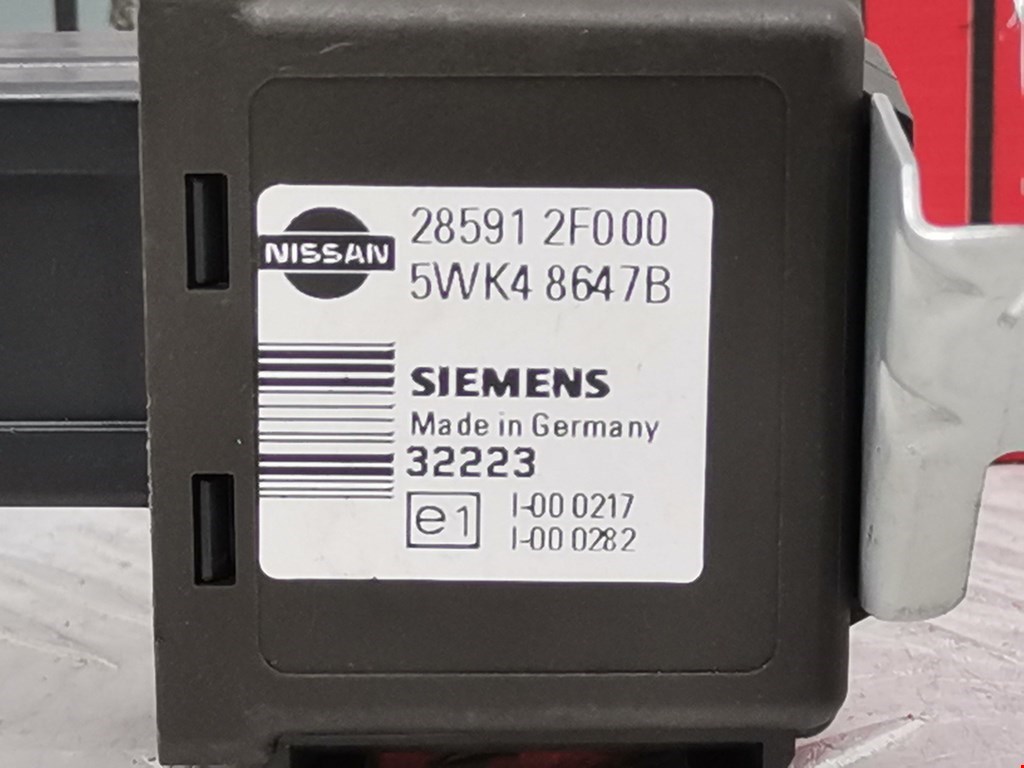 NISSAN
28591 2F000
5WK4 8647B
SIEMENS
Made in Germany
32223
e1
I-00 0217
I-00 0282